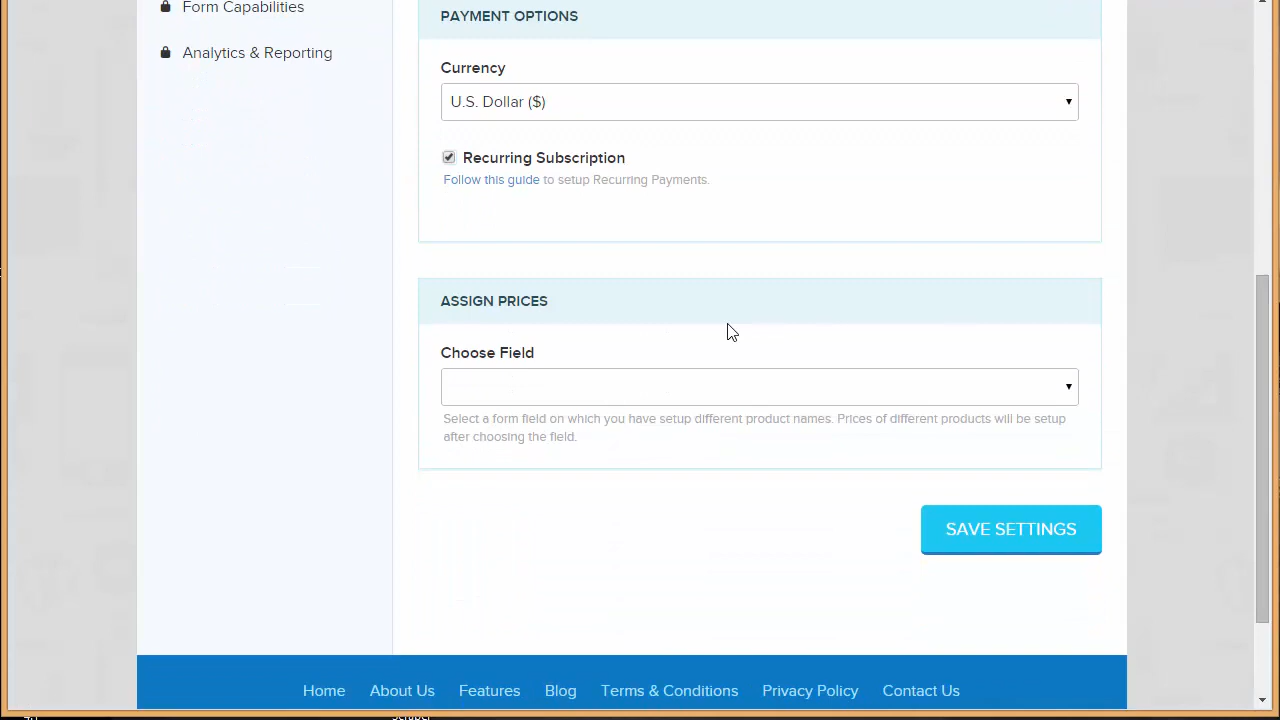 Form Capabilities
Analytics & Reporting
PAYMENT OPTIONS
Currency
U.S. Dollar ($)
Recurring Subscription
Follow this guide to setup Recurring Payments.
ASSIGN PRICES
Choose Field
Select a form field on which you have setup different product names. Prices of different products will be setup
after choosing the field.
SAVE SETTINGS
Home About Us Features Blog Terms & Conditions Privacy Policy Contact Us